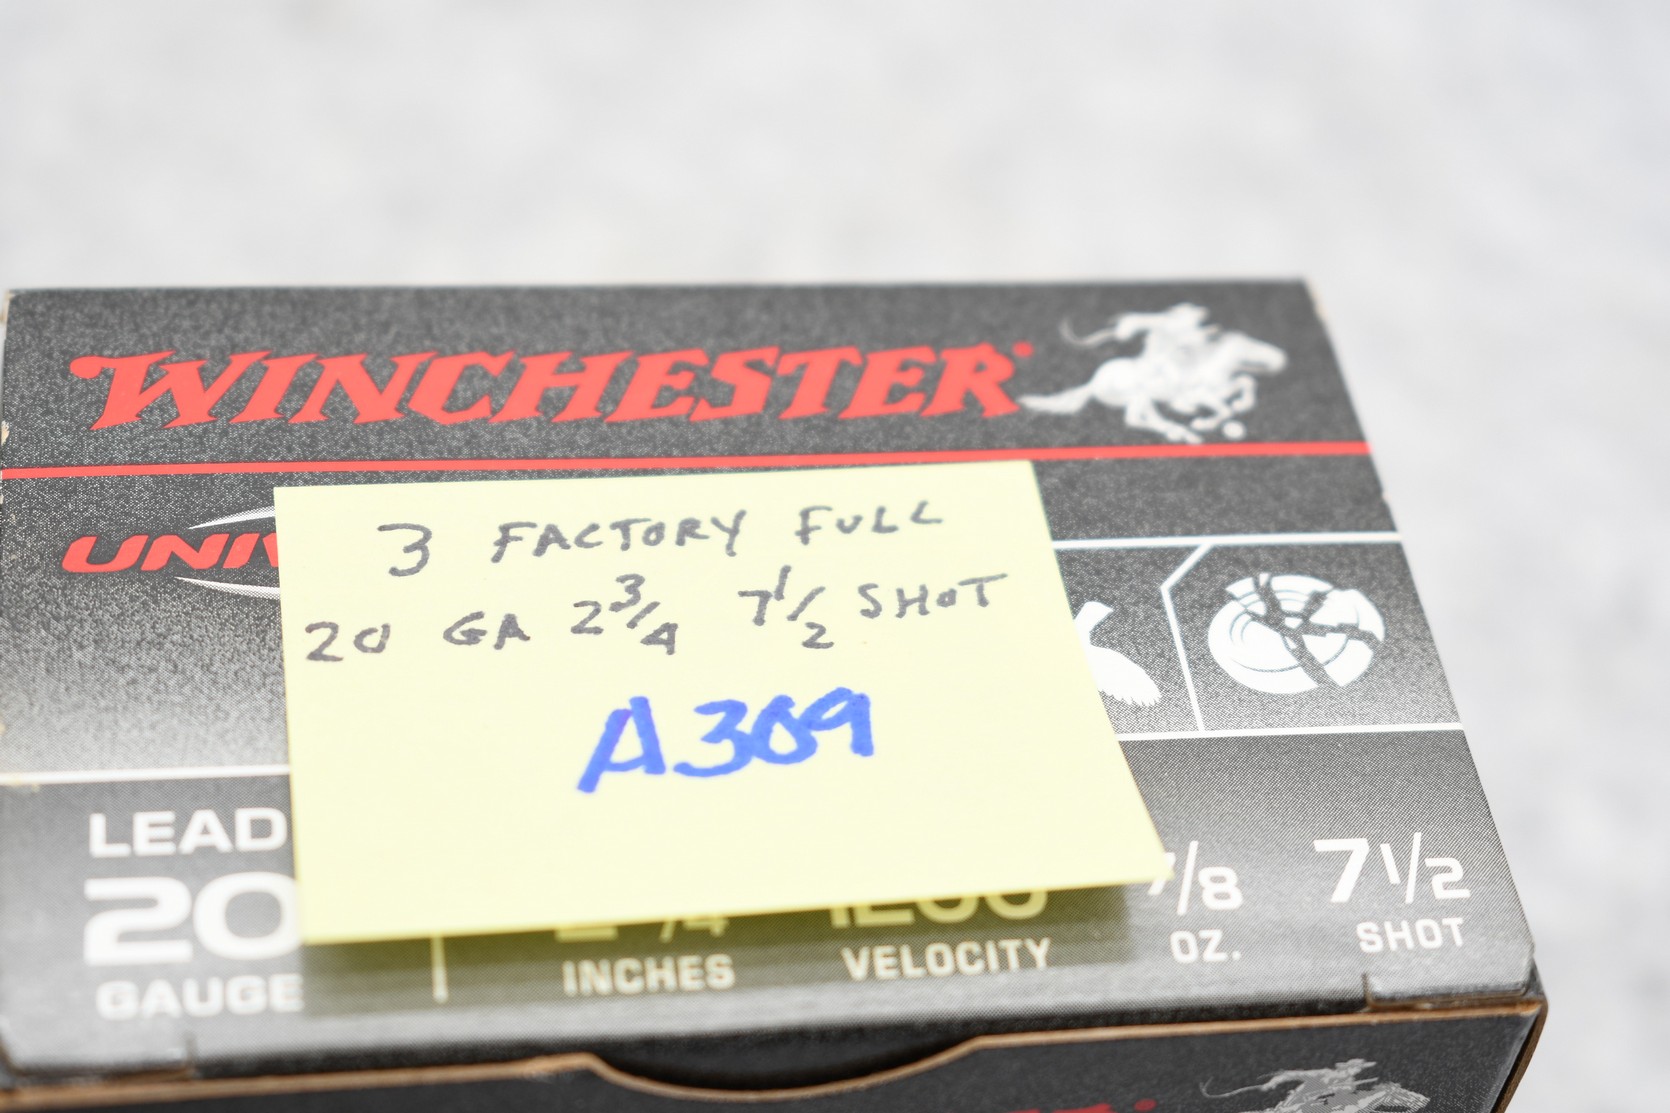 WINCHESTER
3 FACTORY FULL
20 GA 2 3/4 7 1/2 SHOT
A309
LEAD
20
GAUGE
INCHES
VELOCITY
7/8
OZ.
7 1/2
SHOT